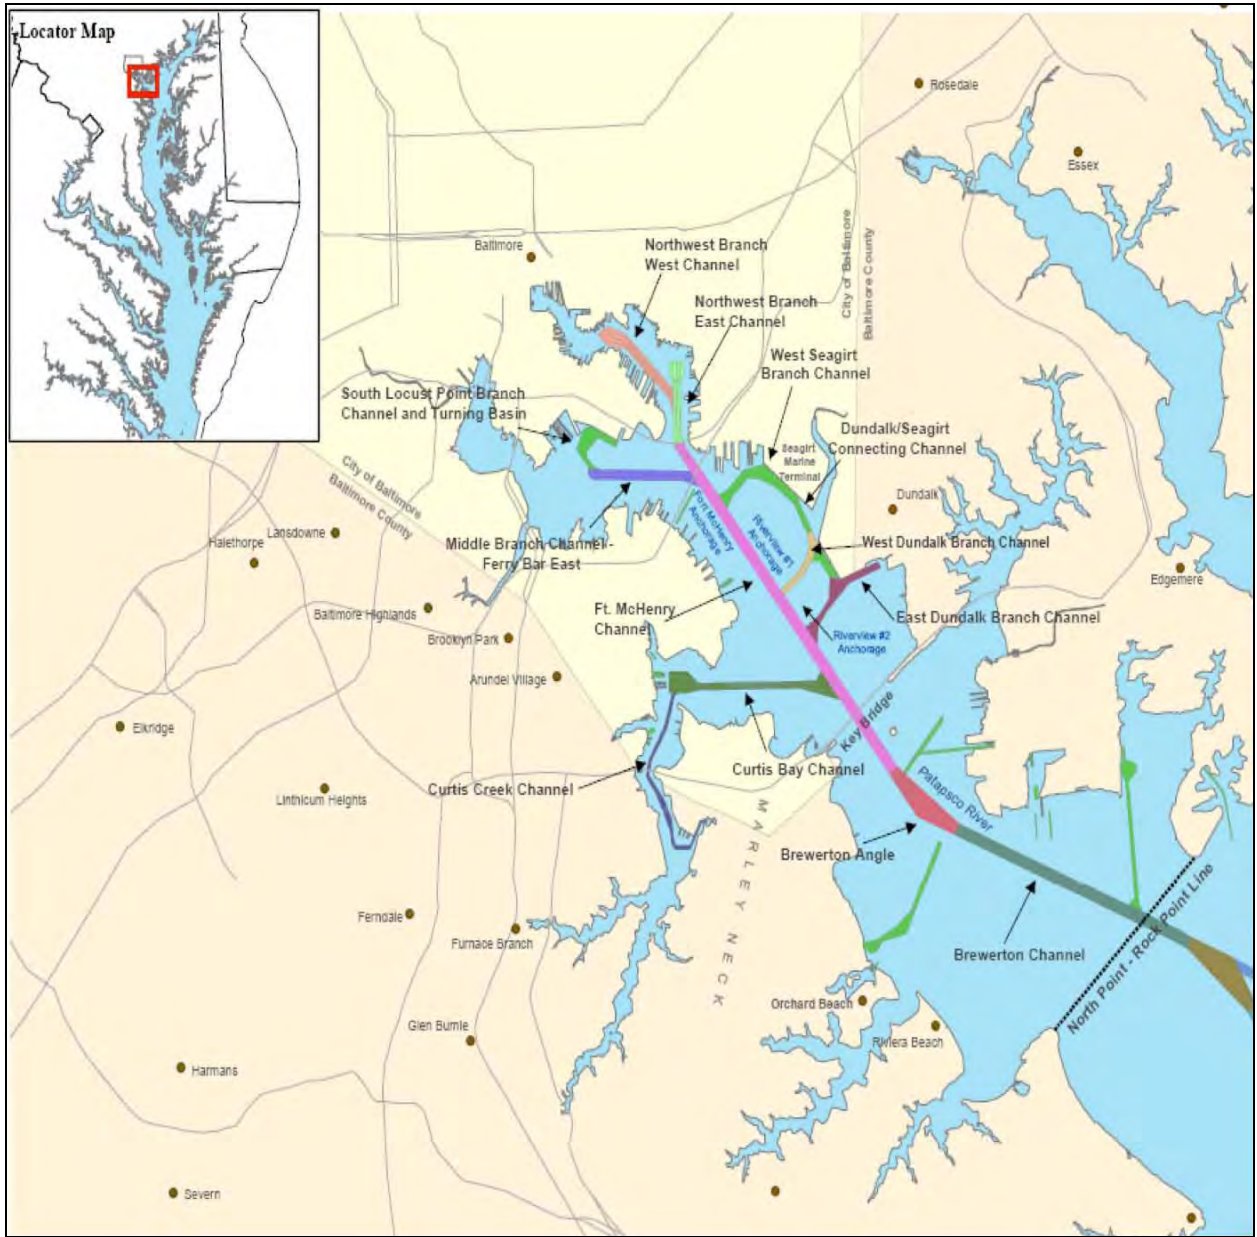 Locator Map
Rosedale
Essex
City of Baltimore
Baltimore County
Baltimore
Northwest Branch
West Channel
Northwest Branch
East Channel
West Seagirt
Branch Channel
South Locust Point Branch
Channel and Turning Basin
Dundalk/Seagirt
Connecting Channel
Seagirt
Marine
Terminal
City of Baltimore
Baltimore County
Dundalk
Fort McHenry
Anchorage
Riverview #1
Anchorage
Lansdowne
Halethorpe
Middle Branch Channel -
Ferry Bar East
West Dundalk Branch Channel
Edgemere
Baltimore Highlands
Ft. McHenry
Channel
East Dundalk Branch Channel
Brooklyn Park
Riverview #2
Anchorage
Arundel Village
Elkridge
Key Bridge
Curtis Bay Channel
Linthicum Heights
Curtis Creek Channel
Patapsco River
MARLEY NECK
Brewerton Angle
Ferndale
Furnace Branch
Brewerton Channel
North Point - Rock Point Line
Orchard Beach
Glen Burnie
Riviera Beach
Harmans
Severn